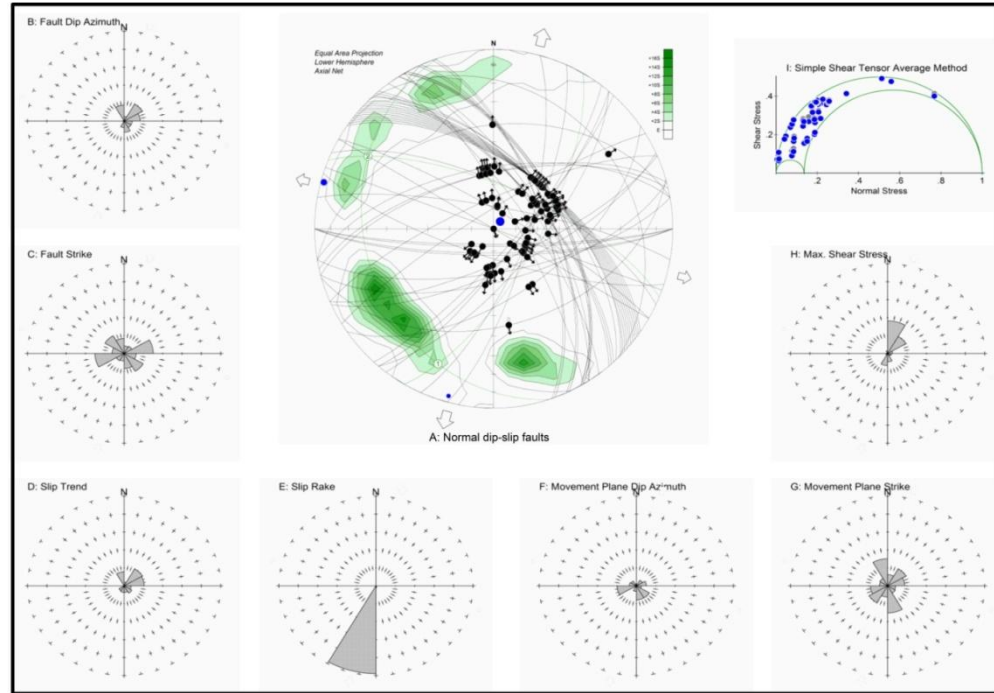 B: Fault Dip Azimuth
N
Equal Area Projection
Lower Hemisphere
Axial Net
N
A: Normal dip-slip faults
I: Simple Shear Tensor Average Method
Shear Stress
.4
.2
.2
.4
.6
.8
1
Normal Stress
C: Fault Strike
N
H: Max. Shear Stress
N
D: Slip Trend
N
E: Slip Rake
N
F: Movement Plane Dip Azimuth
N
G: Movement Plane Strike
N